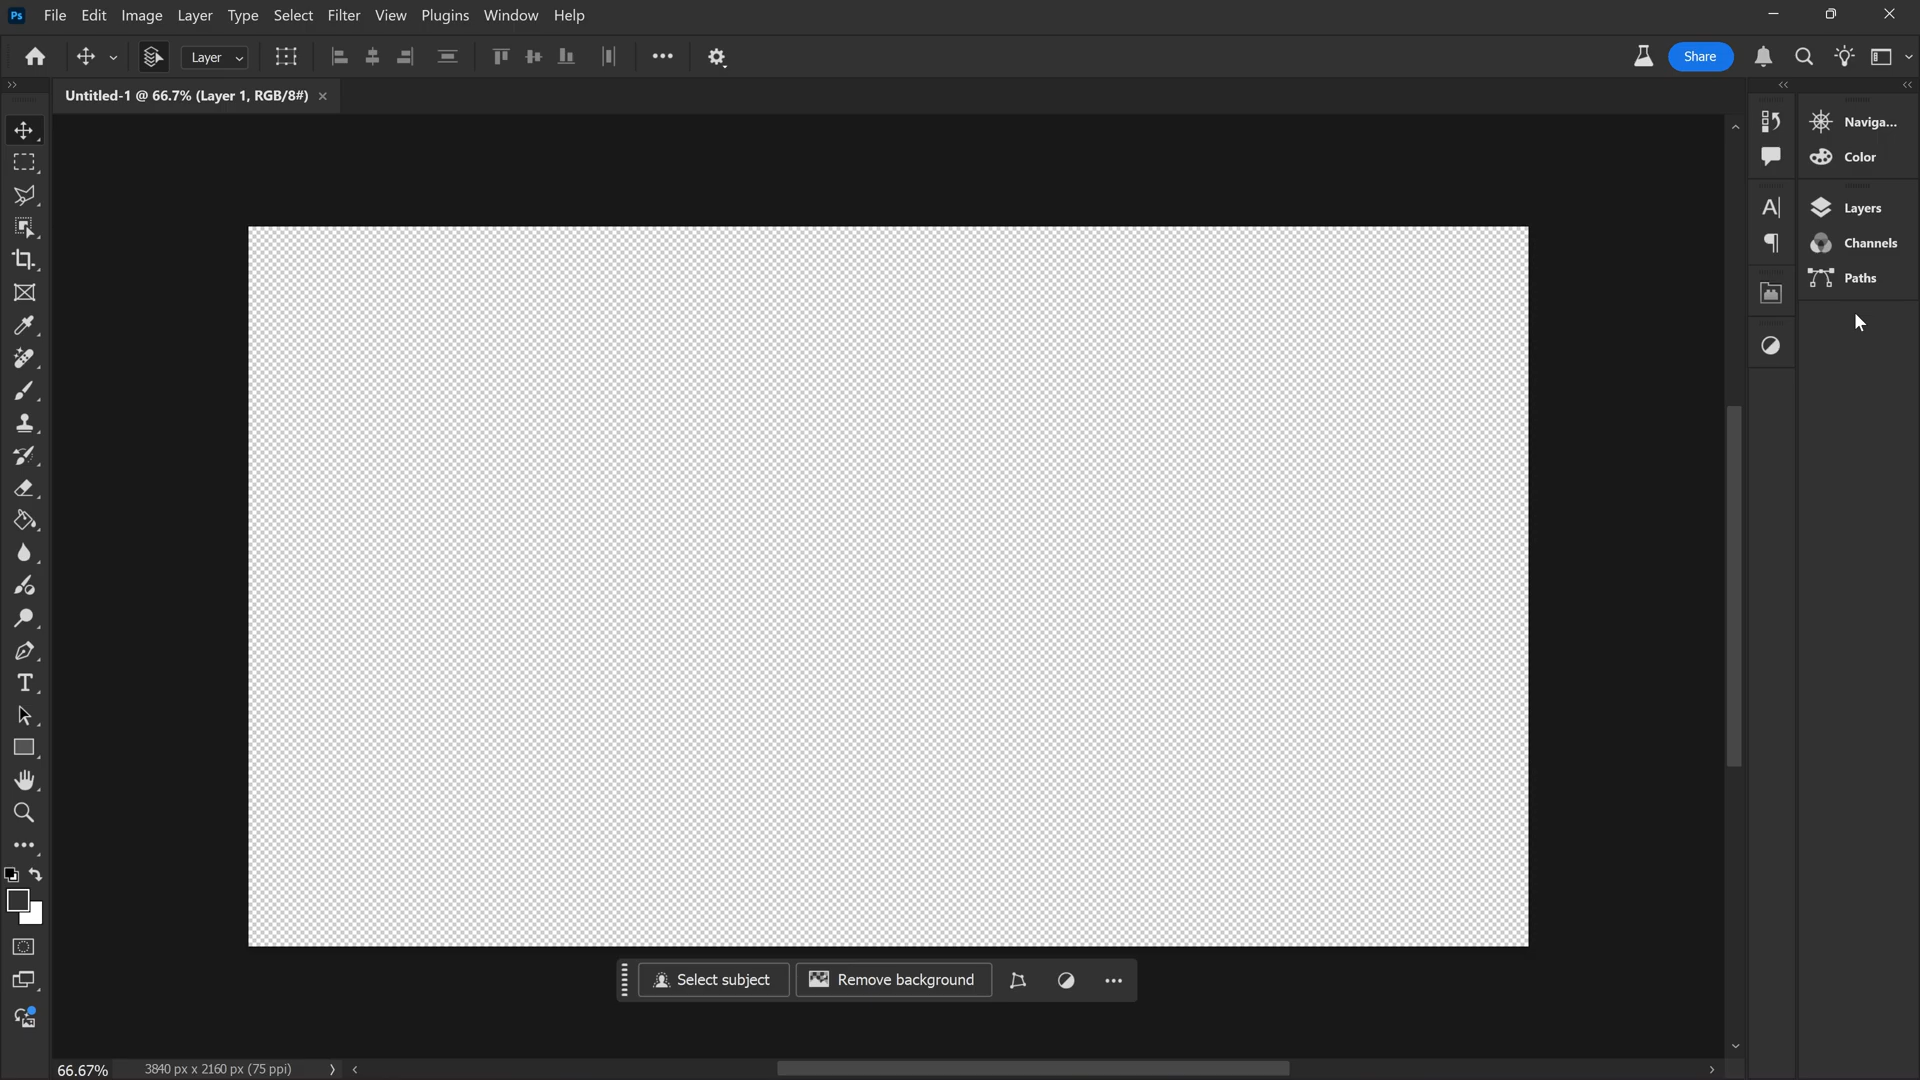 Ps File Edit Image Layer Type Select Filter View Plugins Window Help
Layer Share
Untitled-1 @ 66.7% (Layer 1, RGB/8#)
Naviga...
Color
Layers
Channels
Paths
Select subject Remove background
66.67% 3840 px x 2160 px (75 ppi)